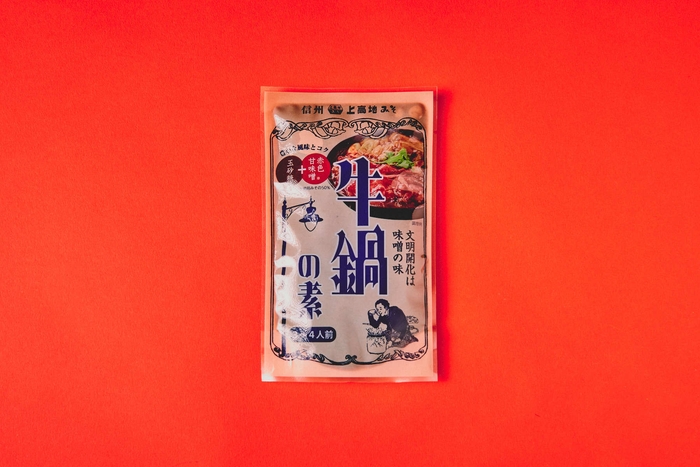 信州 上高地みそ
風味とコク
玉砂糖
+
赤色
甘味噌
牛鍋
の素
文明開化は
味噌の味
4人前